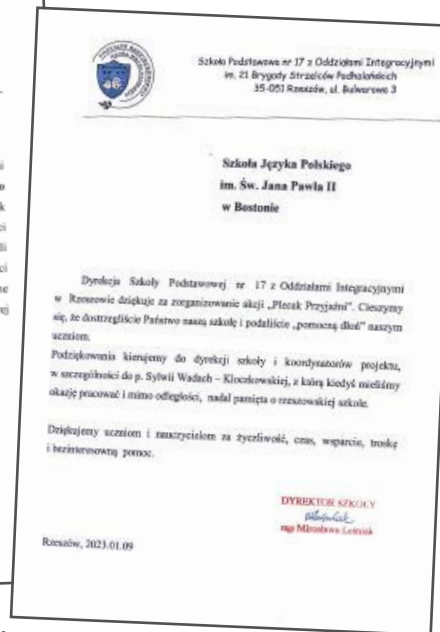 Szkoła Podstawowa nr 17 z Oddziałami Integracyjnymi
im. 21 Brygady Strzelców Podhalańskich
35-051 Rzeszów, ul. Bulwarowa 3
Szkoła Języka Polskiego
im. Św. Jana Pawła II
w Bostonie
Dyrekcja Szkoły Podstawowej nr 17 z Oddziałami Integracyjnymi
w Rzeszowie dziękuje za zorganizowanie akcji „Plecak Przyjaźni”. Cieszymy
się, że dostrzegliście Państwo naszą szkołę i podaliście „pomocną dłoń” naszym
uczniom.
Podziękowania kierujemy do dyrekcji szkoły i koordynatorów projektu,
w szczególności do p. Sylwii Wadach – Kloczkowskiej, z którą kiedyś mieliśmy
okazję pracować i mimo odległości, nadal pamięta o rzeszowskiej szkole.
Dziękujemy uczniom i nauczycielom za życzliwość, czas, wsparcie, troskę
i bezinteresowną pomoc.
DYREKTOR SZKOŁY
mgr Mirosława Leśniak
Rzeszów, 2023.01.09